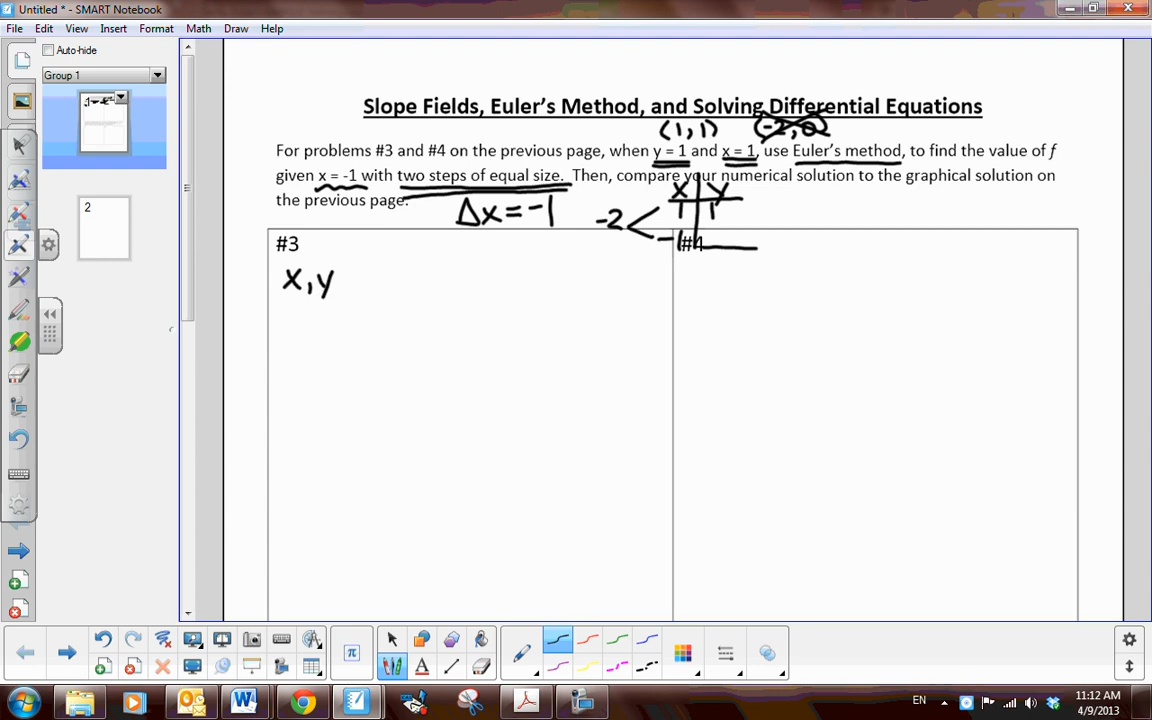 Untitled * - SMART Notebook
File Edit View Insert Format Math Draw Help
Auto-hide
Group 1
2
Slope Fields, Euler's Method, and Solving Differential Equations
(1, 1) (-2, 0)
For problems #3 and #4 on the previous page, when y = 1 and x = 1, use Euler's method, to find the value of f
given x = -1 with two steps of equal size. Then, compare your numerical solution to the graphical solution on
the previous page.
Δx = -1
x y
1 1
-2 < -1
#3 #4
x, y
EN 11:12 AM
4/9/2013